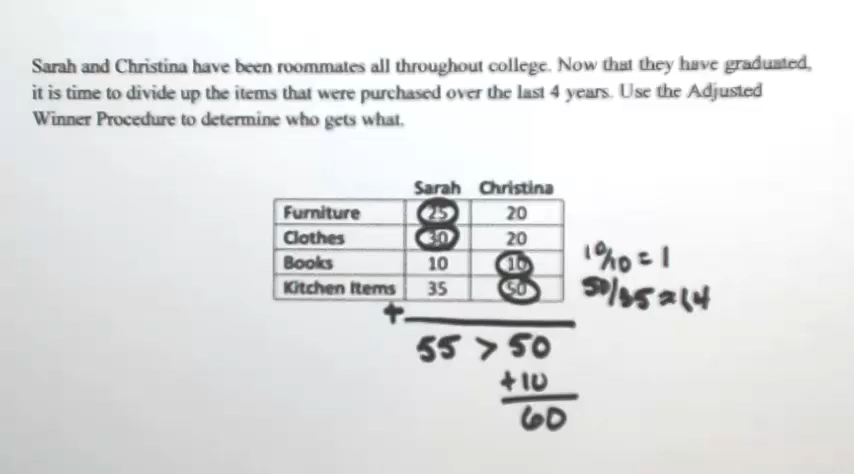 Sarah and Christina have been roommates all throughout college. Now that they have graduated,
it is time to divide up the items that were purchased over the last 4 years. Use the Adjusted
Winner Procedure to determine who gets what.
Sarah Christina
Furniture 25 20
Clothes 30 20
Books 10 10 10/10 = 1
Kitchen Items 35 50 50/35 ≈ 1.4
+
55 > 50
+10
60